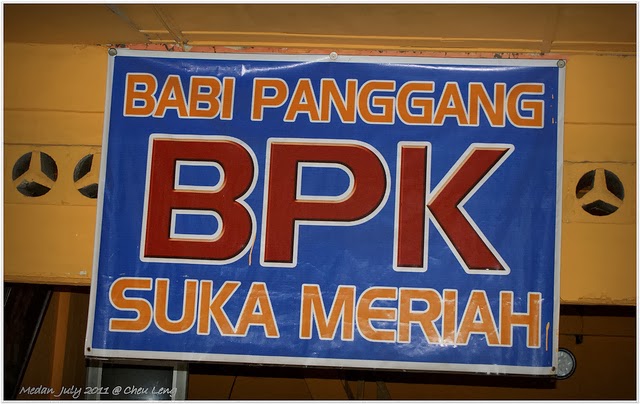 BABI PANGGANG
BPK
SUKA MERIAH
Medan July 2011 @ Cheu Leng